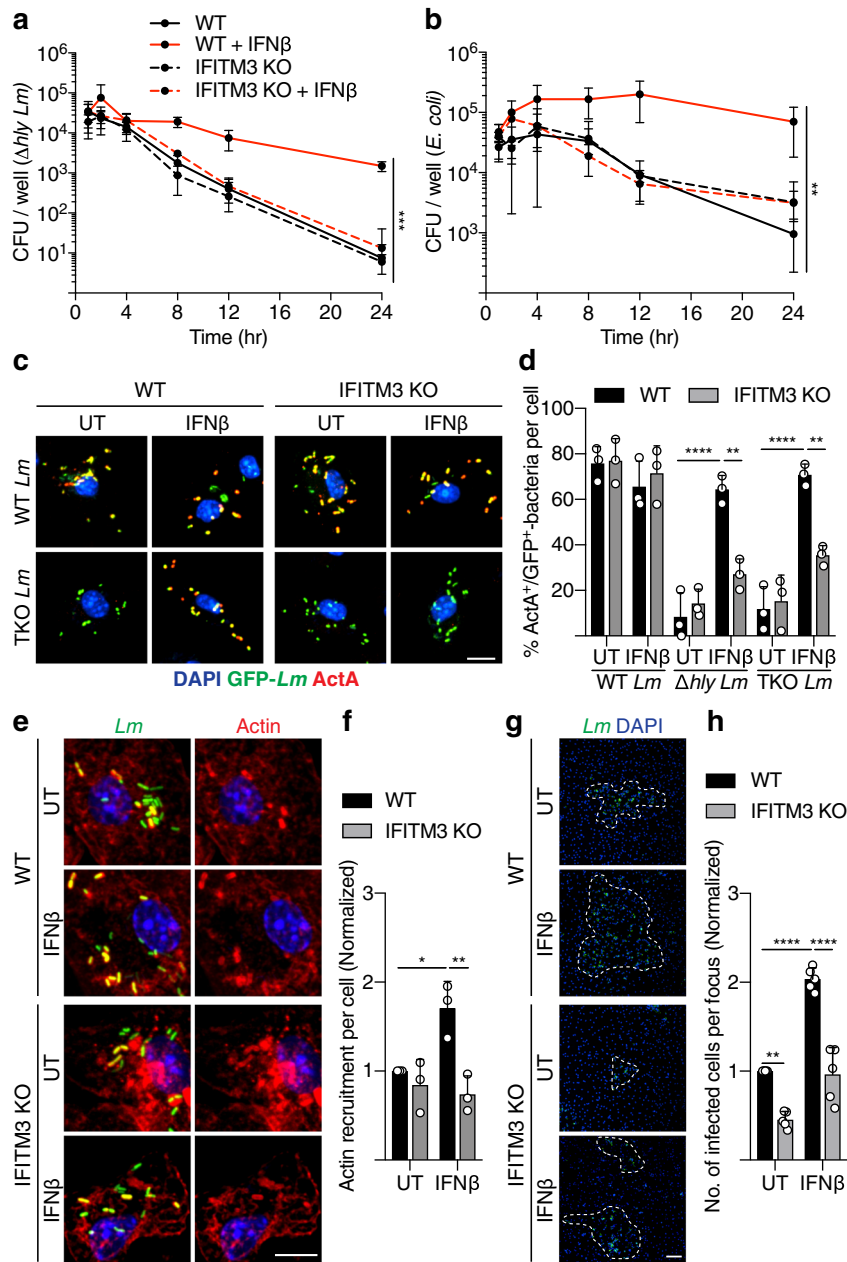 a
WT
WT + IFNβ
IFITM3 KO
IFITM3 KO + IFNβ
CFU / well (Δhly Lm)
10⁶
10⁵
10⁴
10³
10²
10¹
***
0 4 8 12 16 20 24
Time (hr)
b
CFU / well (E. coli)
10⁶
10⁵
10⁴
10³
**
0 4 8 12 16 20 24
Time (hr)
c
WT IFITM3 KO
UT IFNβ UT IFNβ
WT Lm
TKO Lm
DAPI GFP-Lm ActA
d
WT IFITM3 KO
% ActA⁺/GFP⁺-bacteria per cell
100
80
60
40
20
**** ** **** **
UT IFNβ UT IFNβ UT IFNβ
WT Lm Δhly Lm TKO Lm
e
Lm Actin
WT
UT
IFNβ
IFITM3 KO
UT
IFNβ
f
WT
IFITM3 KO
Actin recruitment per cell (Normalized)
3
2
1
* **
UT IFNβ
g
Lm DAPI
WT
UT
IFNβ
IFITM3 KO
UT
IFNβ
h
WT
IFITM3 KO
No. of infected cells per focus (Normalized)
3
2
1
**** ****
**
UT IFNβ